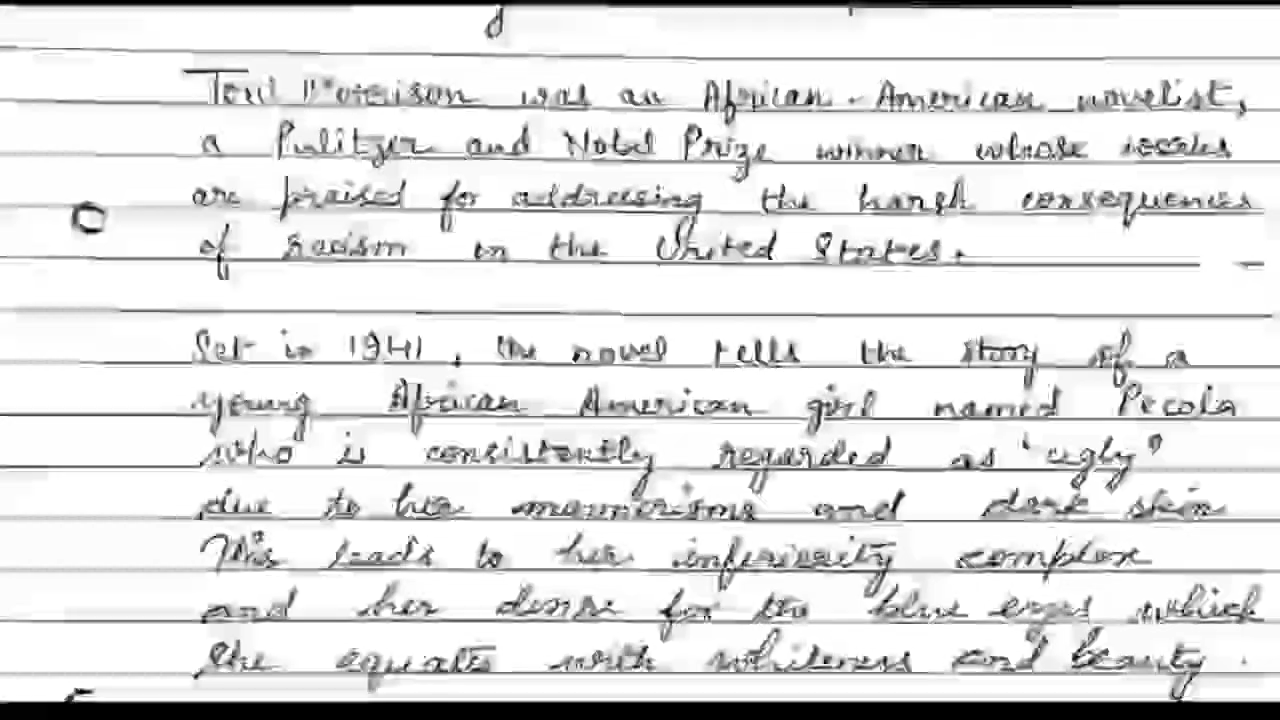 Toni Morrison was an African-American novelist,
a Pulitzer and Nobel Prize winner whose works
are praised for addressing the harsh consequences
of racism in the United States.
Set in 1941, the novel tells the story of a
young African American girl named Pecola
who is consistently regarded as "ugly"
due to her mannerisms and dark skin
This leads to her inferiority complex
and her desire for the blue eyes which
she equates with whiteness and beauty.